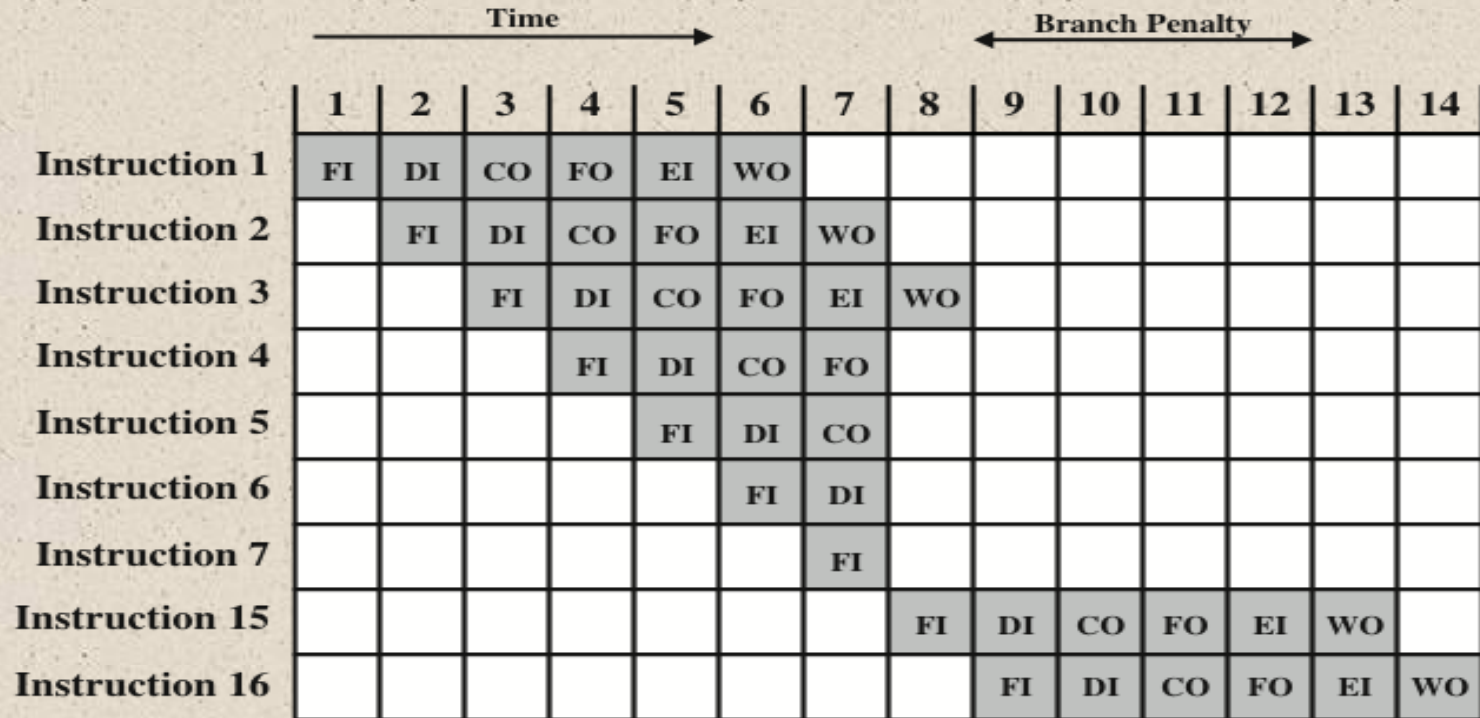 Time Branch Penalty
1 2 3 4 5 6 7 8 9 10 11 12 13 14
Instruction 1 FI DI CO FO EI WO
Instruction 2 FI DI CO FO EI WO
Instruction 3 FI DI CO FO EI WO
Instruction 4 FI DI CO FO
Instruction 5 FI DI CO
Instruction 6 FI DI
Instruction 7 FI
Instruction 15 FI DI CO FO EI WO
Instruction 16 FI DI CO FO EI WO